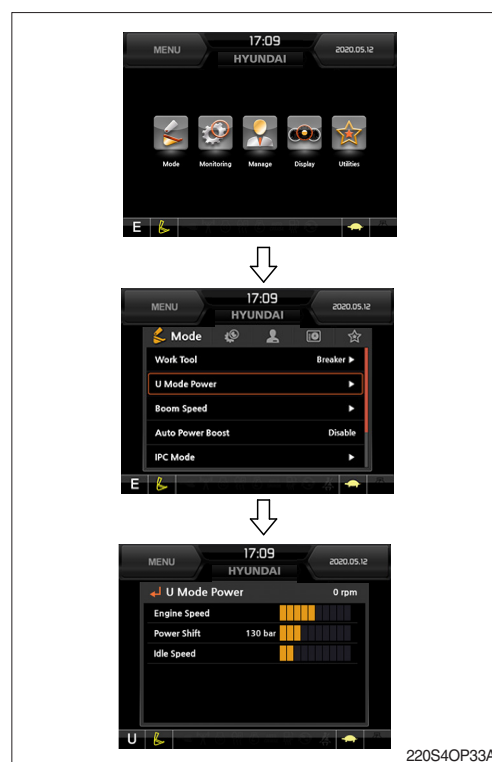 MENU 17:09 2020.05.12
HYUNDAI
Mode Monitoring Manage Display Utilities
E
MENU 17:09 2020.05.12
HYUNDAI
Mode
Work Tool Breaker ▶
U Mode Power ▶
Boom Speed ▶
Auto Power Boost Disable
IPC Mode ▶
E
MENU 17:09 2020.05.12
HYUNDAI
U Mode Power 0 rpm
Engine Speed
Power Shift 130 bar
Idle Speed
U
220S4OP33A